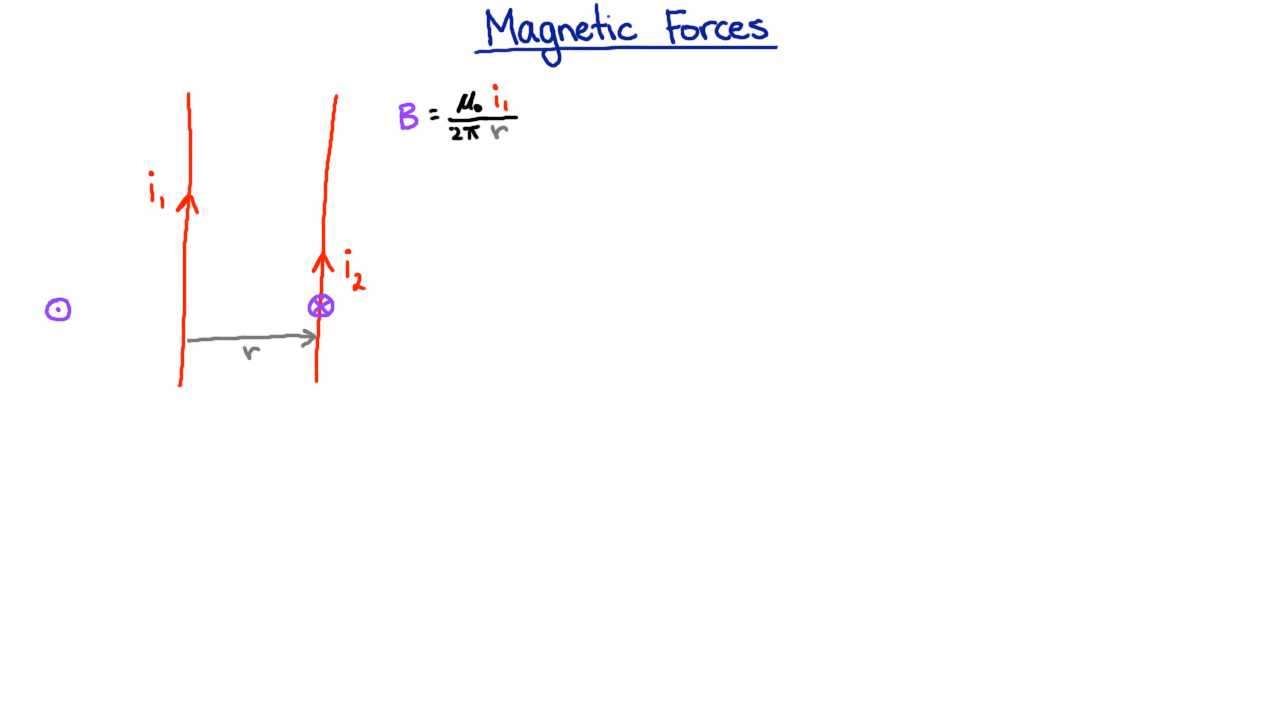 Magnetic Forces
B = μ₀ i₁ / 2π r
i₁
i₂
r